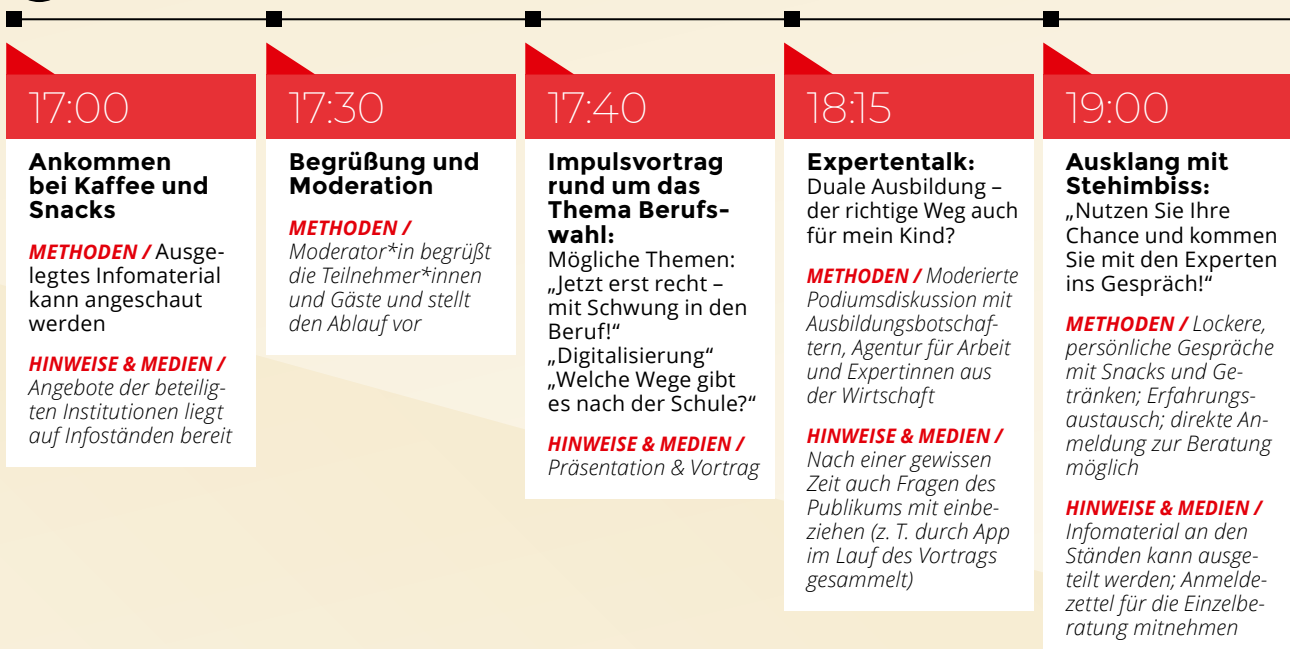 17:00
Ankommen
bei Kaffee und
Snacks
METHODEN / Ausge-
legtes Infomaterial
kann angeschaut
werden
HINWEISE & MEDIEN /
Angebote der beteilig-
ten Institutionen liegt
auf Infoständen bereit
17:30
Begrüßung und
Moderation
METHODEN /
Moderator*in begrüßt
die Teilnehmer*innen
und Gäste und stellt
den Ablauf vor
17:40
Impulsvortrag
rund um das
Thema Berufs-
wahl:
Mögliche Themen:
„Jetzt erst recht –
mit Schwung in den
Beruf!“
„Digitalisierung“
„Welche Wege gibt
es nach der Schule?“
HINWEISE & MEDIEN /
Präsentation & Vortrag
18:15
Expertentalk:
Duale Ausbildung –
der richtige Weg auch
für mein Kind?
METHODEN / Moderierte
Podiumsdiskussion mit
Ausbildungsbotschaf-
tern, Agentur für Arbeit
und Expertinnen aus
der Wirtschaft
HINWEISE & MEDIEN /
Nach einer gewissen
Zeit auch Fragen des
Publikums mit einbe-
ziehen (z. T. durch App
im Lauf des Vortrags
gesammelt)
19:00
Ausklang mit
Stehimbiss:
„Nutzen Sie Ihre
Chance und kommen
Sie mit den Experten
ins Gespräch!“
METHODEN / Lockere,
persönliche Gespräche
mit Snacks und Ge-
tränken; Erfahrungs-
austausch; direkte An-
meldung zur Beratung
möglich
HINWEISE & MEDIEN /
Infomaterial an den
Ständen kann ausge-
teilt werden; Anmelde-
zettel für die Einzelbe-
ratung mitnehmen